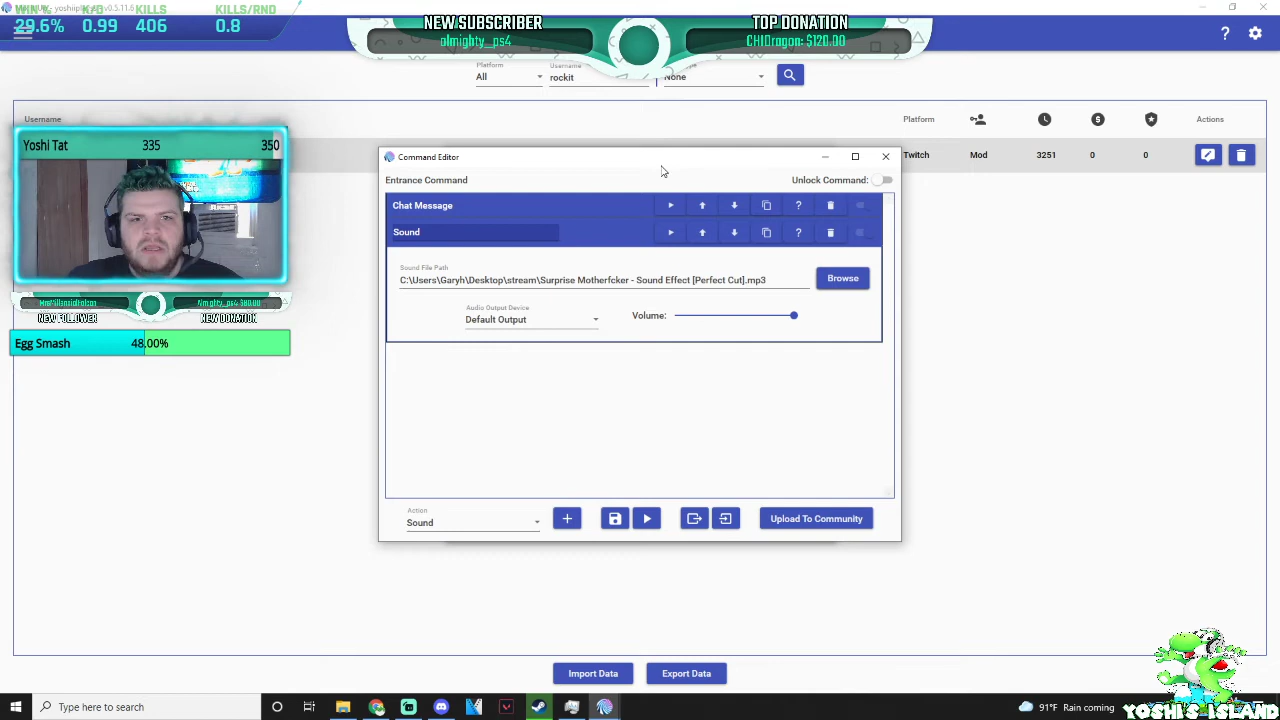 WIN %
K/G
KILLS
KILLS/RND
29.6%
0.99
406
0.8
NEW SUBSCRIBER
almighty_ps4
TOP DONATION
CHIDragon: $120.00
Platform
All
Username
rockit
None
Username
Platform
Actions
Twitch
Mod
3251
0
0
Yoshi Tat
335
350
NEW FOLLOWER
Almighty_ps4 $80.00
NEW DONATION
Egg Smash
48.00%
Command Editor
Entrance Command
Unlock Command:
Chat Message
?
Sound
?
Sound File Path
C:\Users\Garyh\Desktop\stream\Surprise Motherfcker - Sound Effect [Perfect Cut].mp3
Browse
Audio Output Device
Default Output
Volume:
Action
Sound
Upload To Community
Import Data
Export Data
Type here to search
91°F Raining coming
YOSHI'S ISLAND